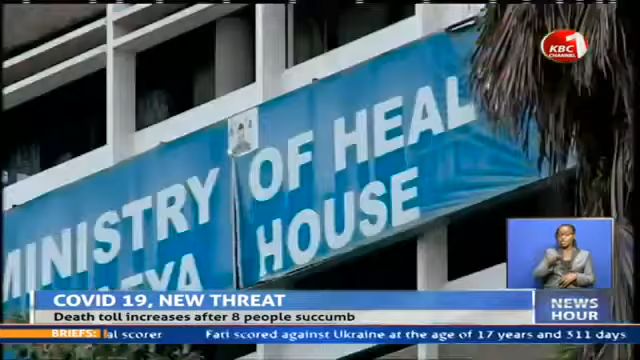 KBC 1
CHANNEL
MINISTRY OF HEAL
HOUSE
COVID 19, NEW THREAT
Death toll increases after 8 people succumb
NEWS
HOUR
BRIEFS: al scorer Fati scored against Ukraine at the age of 17 years and 311 days